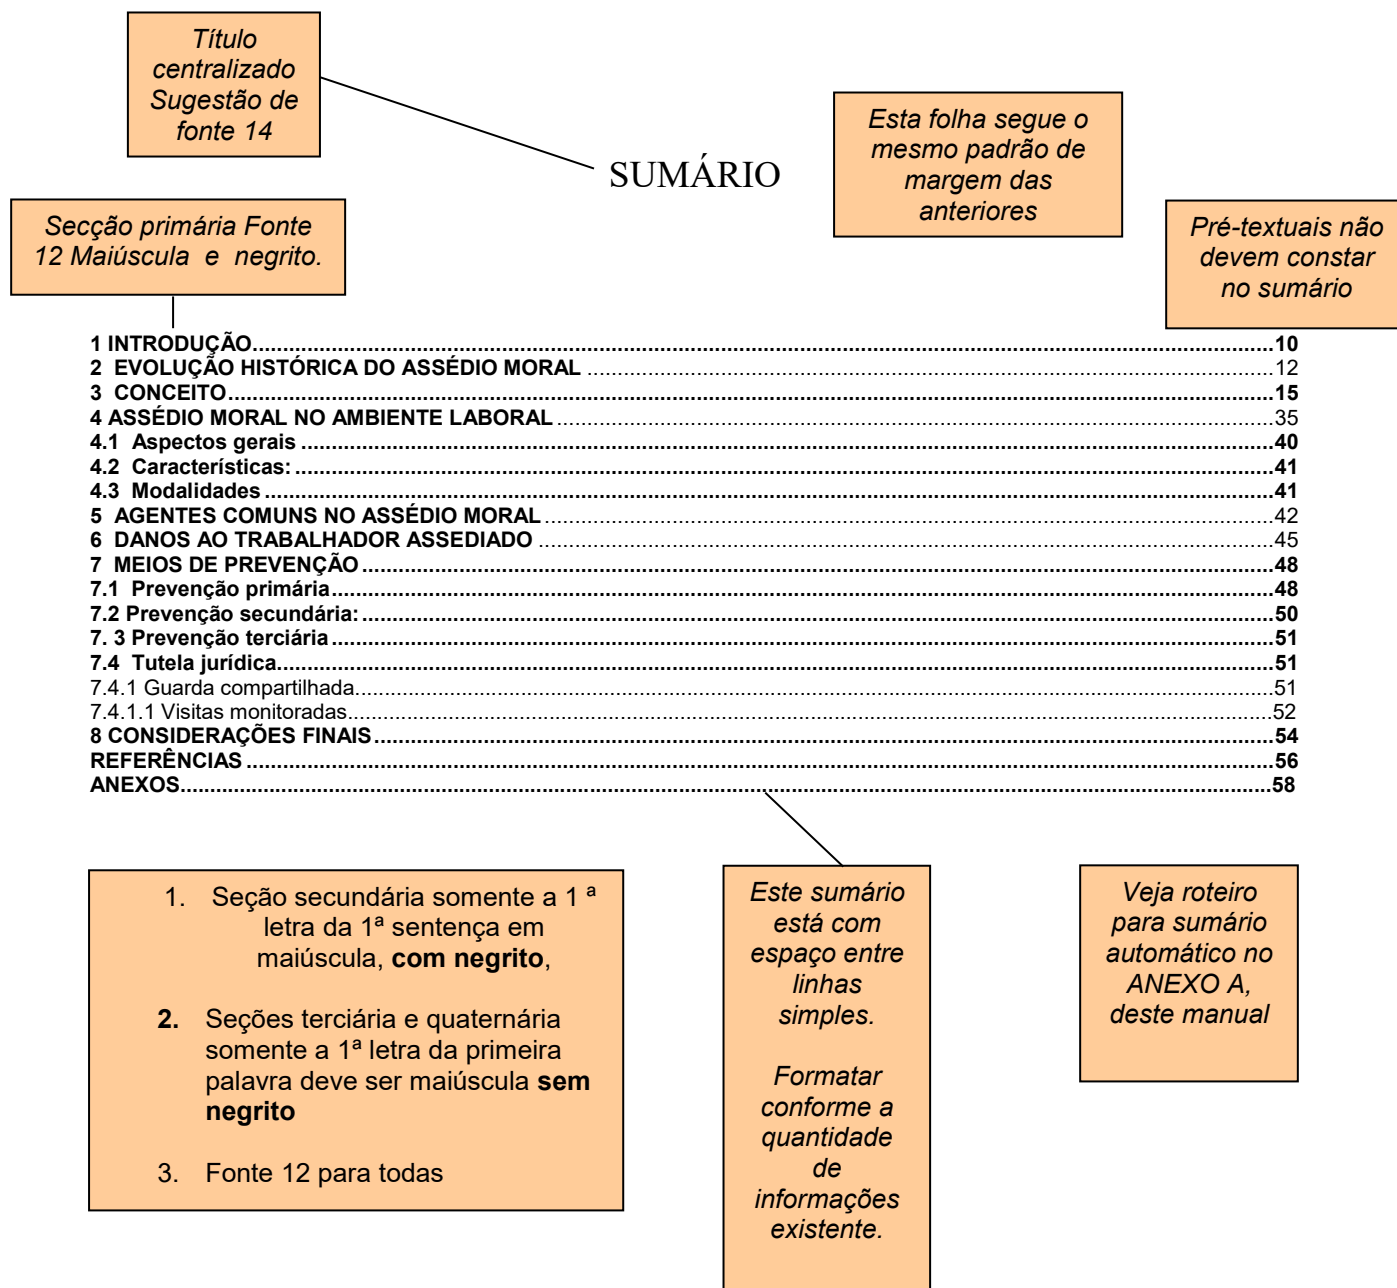 Título
centralizado
Sugestão de
fonte 14
SUMÁRIO
Esta folha segue o
mesmo padrão de
margem das
anteriores
Secção primária Fonte
12 Maiúscula e negrito.
Pré-textuais não
devem constar
no sumário
1 INTRODUÇÃO..........10
2 EVOLUÇÃO HISTÓRICA DO ASSÉDIO MORAL..........12
3 CONCEITO..........15
4 ASSÉDIO MORAL NO AMBIENTE LABORAL..........35
4.1 Aspectos gerais..........40
4.2 Características:..........41
4.3 Modalidades..........41
5 AGENTES COMUNS NO ASSÉDIO MORAL..........42
6 DANOS AO TRABALHADOR ASSEDIADO..........45
7 MEIOS DE PREVENÇÃO..........48
7.1 Prevenção primária..........48
7.2 Prevenção secundária:..........50
7. 3 Prevenção terciária..........51
7.4 Tutela jurídica..........51
7.4.1 Guarda compartilhada..........51
7.4.1.1 Visitas monitoradas..........52
8 CONSIDERAÇÕES FINAIS..........54
REFERÊNCIAS..........56
ANEXOS..........58
1. Seção secundária somente a 1 ª
letra da 1ª sentença em
maiúscula, com negrito,
2. Seções terciária e quaternária
somente a 1ª letra da primeira
palavra deve ser maiúscula sem
negrito
3. Fonte 12 para todas
Este sumário
está com
espaço entre
linhas
simples.
Formatar
conforme a
quantidade
de
informações
existente.
Veja roteiro
para sumário
automático no
ANEXO A,
deste manual